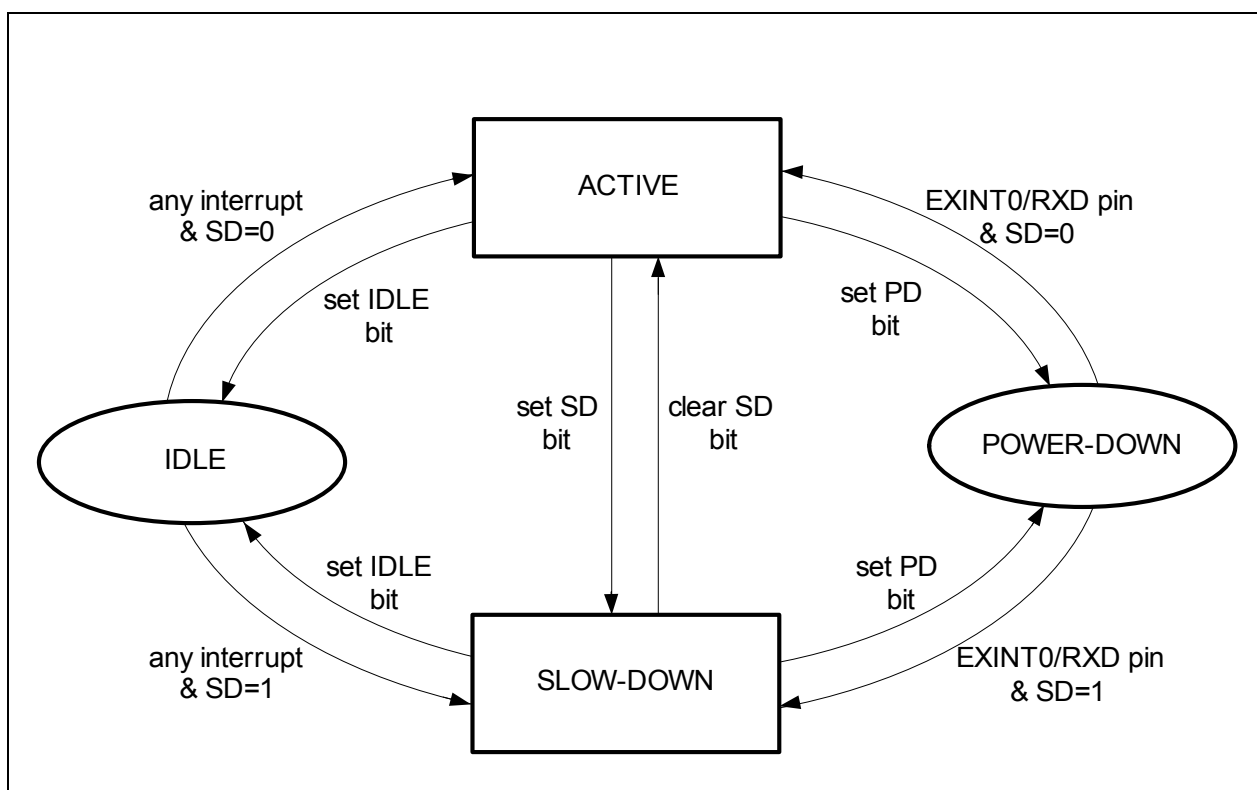 ACTIVE
any interrupt
& SD=0
EXINT0/RXD pin
& SD=0
set IDLE
bit
set PD
bit
set SD
bit
clear SD
bit
IDLE
POWER-DOWN
set IDLE
bit
set PD
bit
any interrupt
& SD=1
SLOW-DOWN
EXINT0/RXD pin
& SD=1